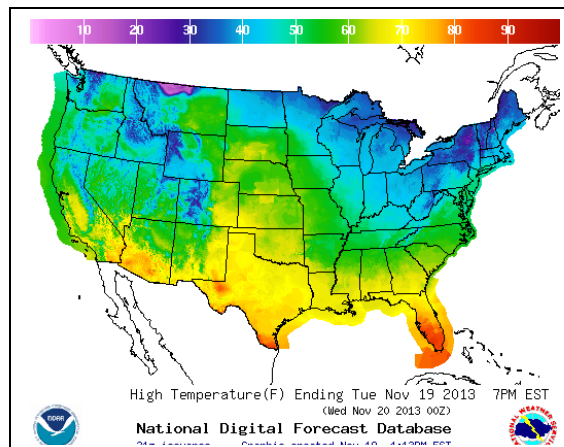 10 20 30 40 50 60 70 80 90
High Temperature(F) Ending Tue Nov 19 2013 7PM EST
(Wed Nov 20 2013 00Z)
National Digital Forecast Database